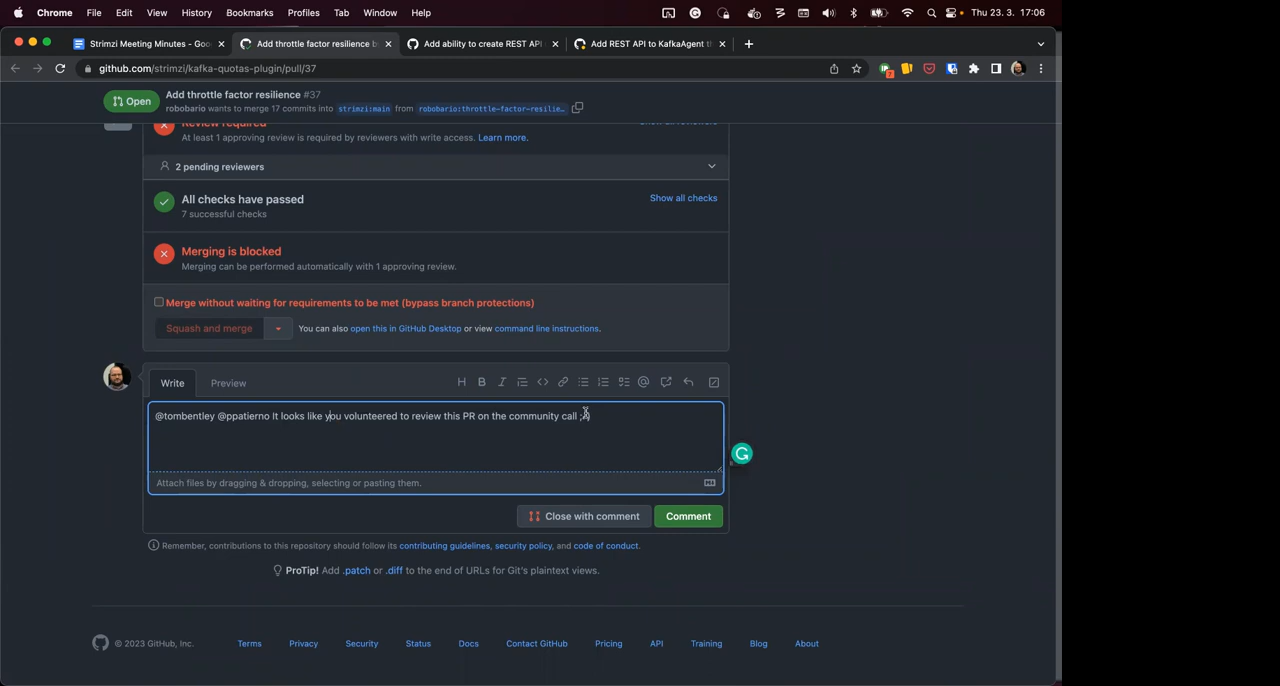 Chrome File Edit View History Bookmarks Profiles Tab Window Help Thu 23. 3. 17:06
Strimzi Meeting Minutes - Goo Add throttle factor resilience b Add ability to create REST API Add REST API to KafkaAgent th
github.com/strimzi/kafka-quotas-plugin/pull/37 7
Open Add throttle factor resilience #37
robobario wants to merge 17 commits into strimzi:main from robobario:throttle-factor-resilie…
Review required
At least 1 approving review is required by reviewers with write access. Learn more.
2 pending reviewers
All checks have passed Show all checks
7 successful checks
Merging is blocked
Merging can be performed automatically with 1 approving review.
Merge without waiting for requirements to be met (bypass branch protections)
Squash and merge You can also open this in GitHub Desktop or view command line instructions.
Write Preview
@tombentley @ppatierno It looks like you volunteered to review this PR on the community call
Attach files by dragging & dropping, selecting or pasting them.
Close with comment Comment
Remember, contributions to this repository should follow its contributing guidelines, security policy, and code of conduct.
ProTip! Add .patch or .diff to the end of URLs for Git's plaintext views.
© 2023 GitHub, Inc. Terms Privacy Security Status Docs Contact GitHub Pricing API Training Blog About